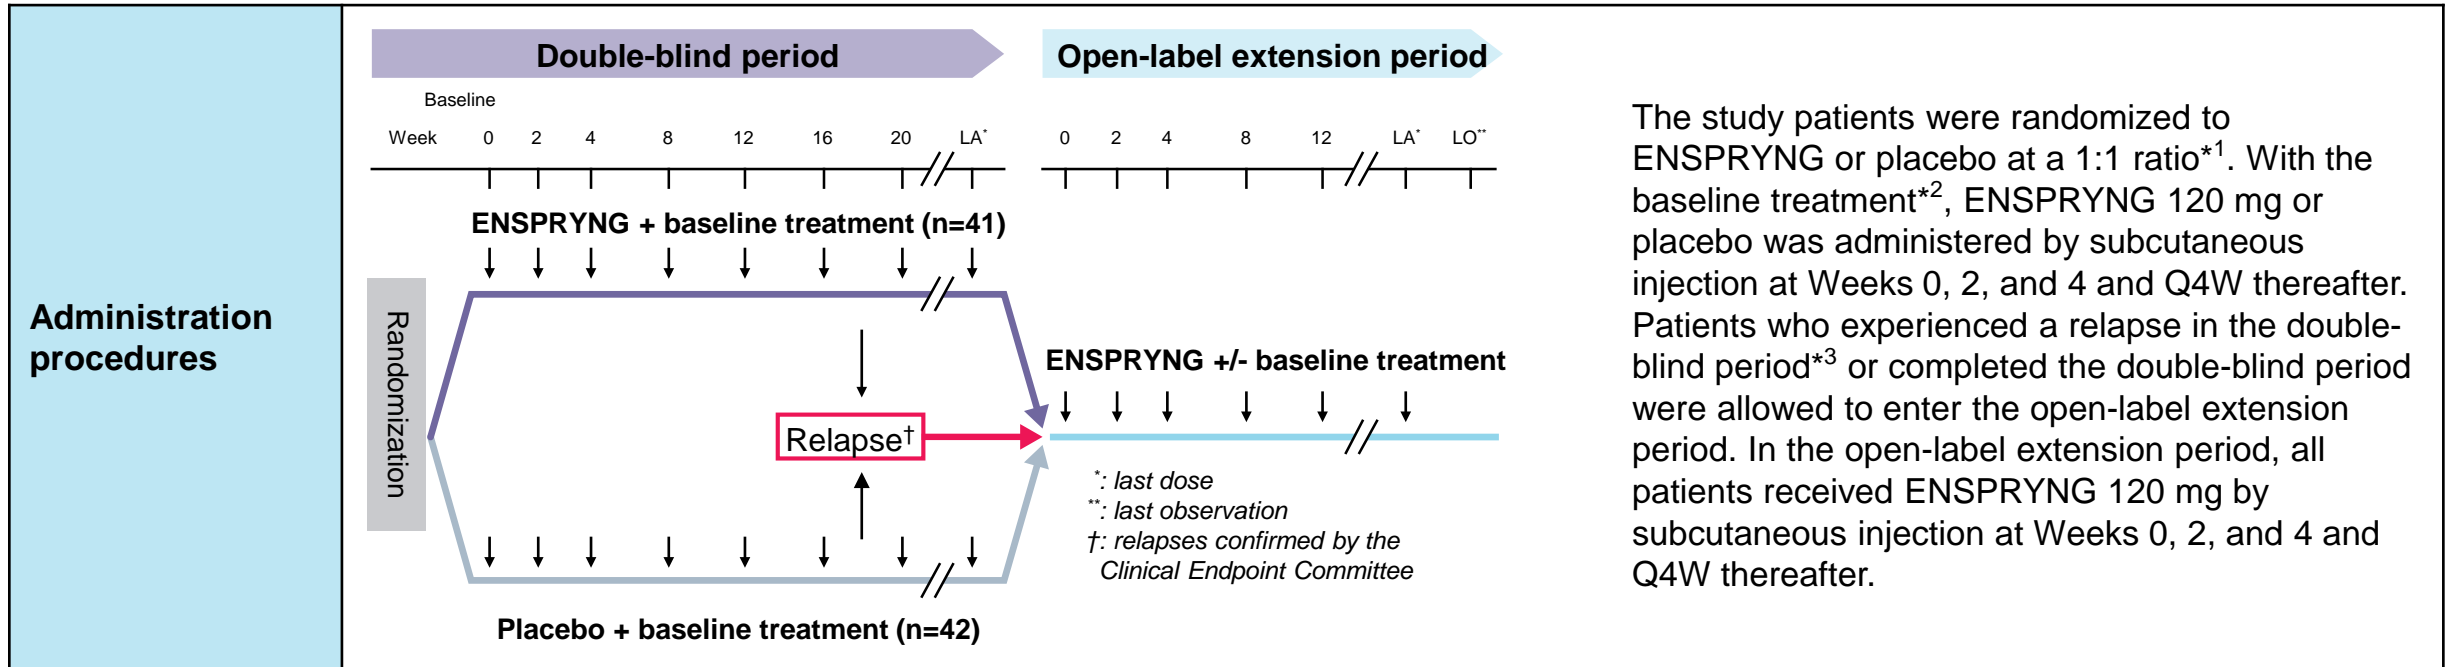 Administration
procedures
Double-blind period
Open-label extension period
Baseline
Week 0 2 4 8 12 16 20 LA*
0 2 4 8 12 LA* LO**
ENSPRYNG + baseline treatment (n=41)
Randomization
Relapse†
ENSPRYNG +/- baseline treatment
*: last dose
**: last observation
†: relapses confirmed by the
Clinical Endpoint Committee
Placebo + baseline treatment (n=42)
The study patients were randomized to
ENSPRYNG or placebo at a 1:1 ratio*1. With the
baseline treatment*2, ENSPRYNG 120 mg or
placebo was administered by subcutaneous
injection at Weeks 0, 2, and 4 and Q4W thereafter.
Patients who experienced a relapse in the double-
blind period*3 or completed the double-blind period
were allowed to enter the open-label extension
period. In the open-label extension period, all
patients received ENSPRYNG 120 mg by
subcutaneous injection at Weeks 0, 2, and 4 and
Q4W thereafter.